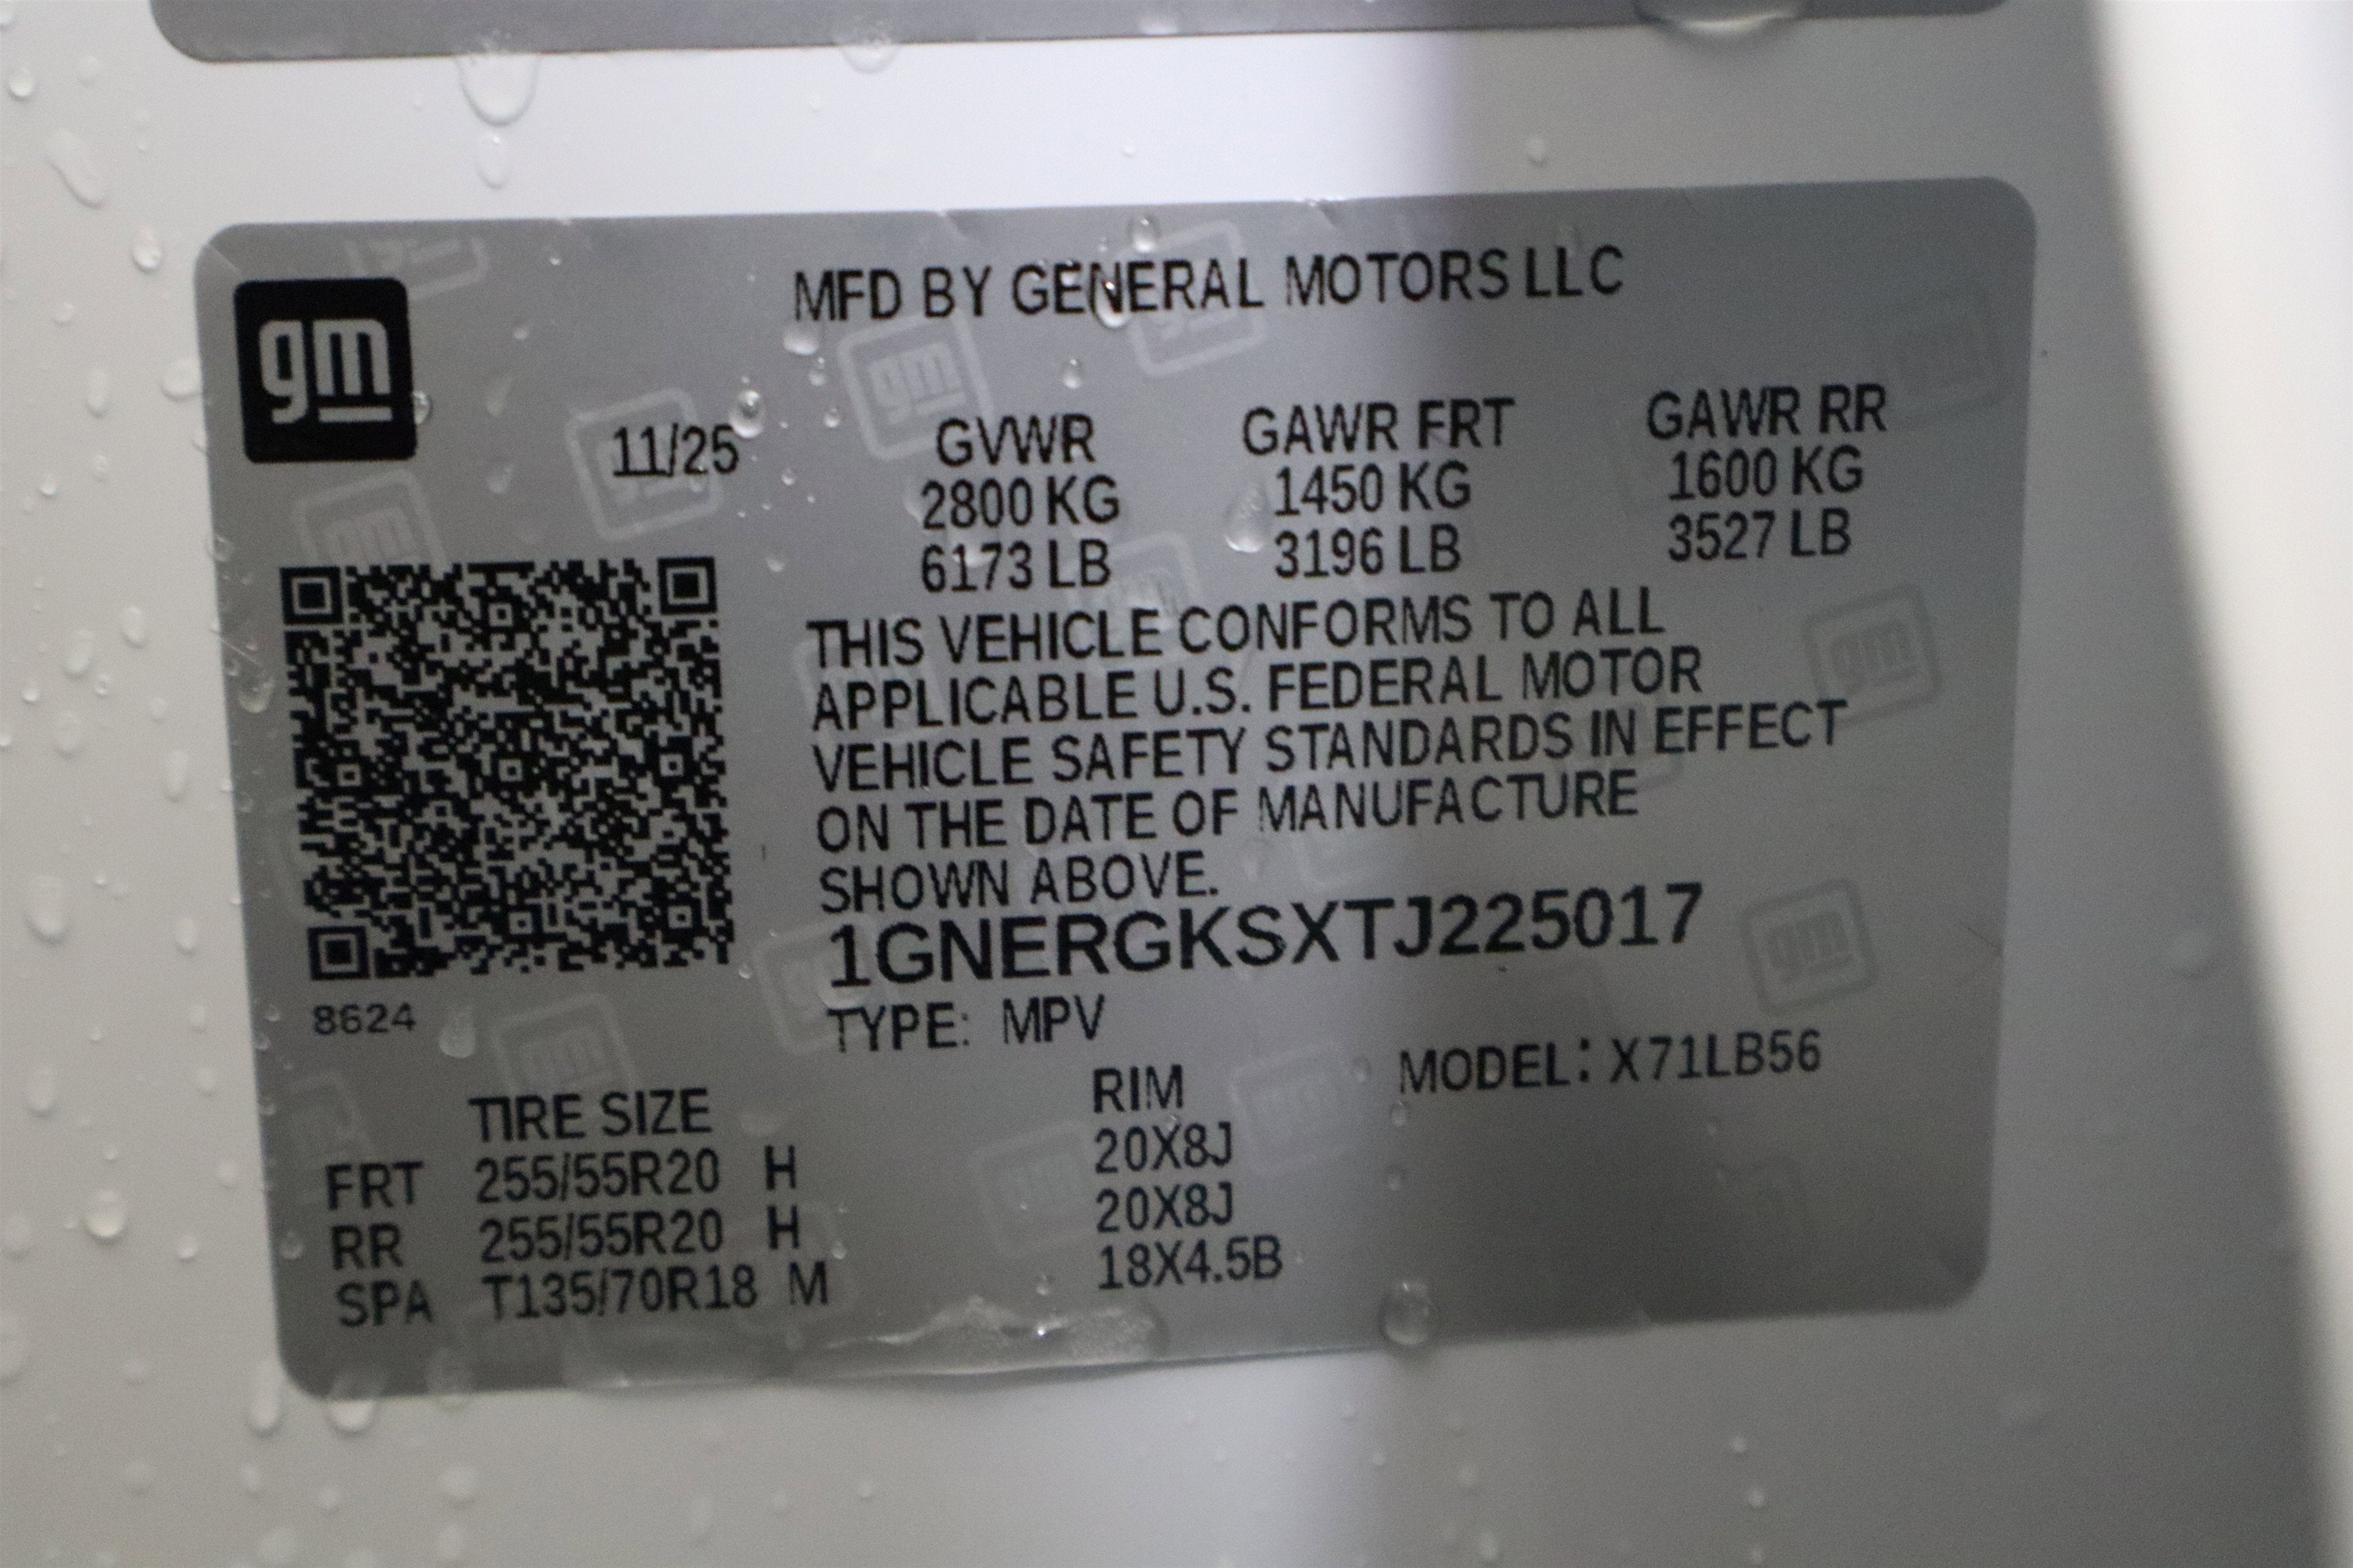 gm
MFD BY GENERAL MOTORS LLC
11/25 GVWR GAWR FRT GAWR RR
2800 KG 1450 KG 1600 KG
6173 LB 3196 LB 3527 LB
THIS VEHICLE CONFORMS TO ALL
APPLICABLE U.S. FEDERAL MOTOR
VEHICLE SAFETY STANDARDS IN EFFECT
ON THE DATE OF MANUFACTURE
SHOWN ABOVE.
1GNERGKSXTJ225017
8624
TYPE: MPV
MODEL: X71LB56
TIRE SIZE RIM
FRT 255/55R20 H 20X8J
RR 255/55R20 H 20X8J
SPA T135/70R18 M 18X4.5B